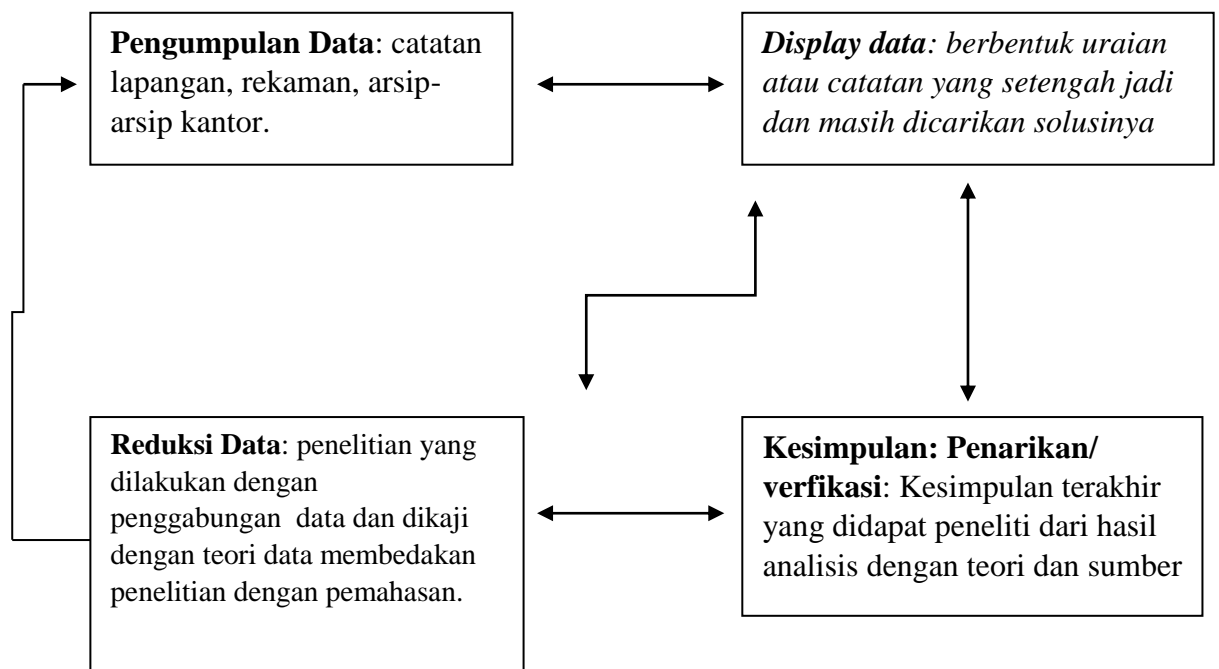 Pengumpulan Data: catatan
lapangan, rekaman, arsip-
arsip kantor.
Display data: berbentuk uraian
atau catatan yang setengah jadi
dan masih dicarikan solusinya
Reduksi Data: penelitian yang
dilakukan dengan
penggabungan data dan dikaji
dengan teori data membedakan
penelitian dengan pemahasan.
Kesimpulan: Penarikan/
verfikasi: Kesimpulan terakhir
yang didapat peneliti dari hasil
analisis dengan teori dan sumber